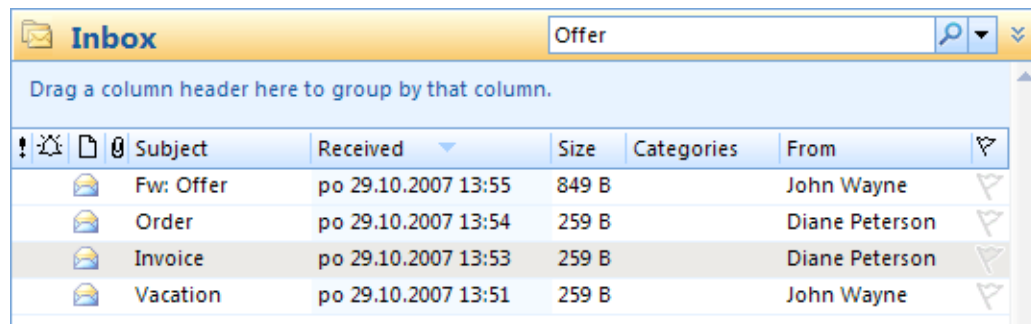 Inbox Offer
Drag a column header here to group by that column.
Subject Received Size Categories From
Fw: Offer po 29.10.2007 13:55 849 B John Wayne
Order po 29.10.2007 13:54 259 B Diane Peterson
Invoice po 29.10.2007 13:53 259 B Diane Peterson
Vacation po 29.10.2007 13:51 259 B John Wayne